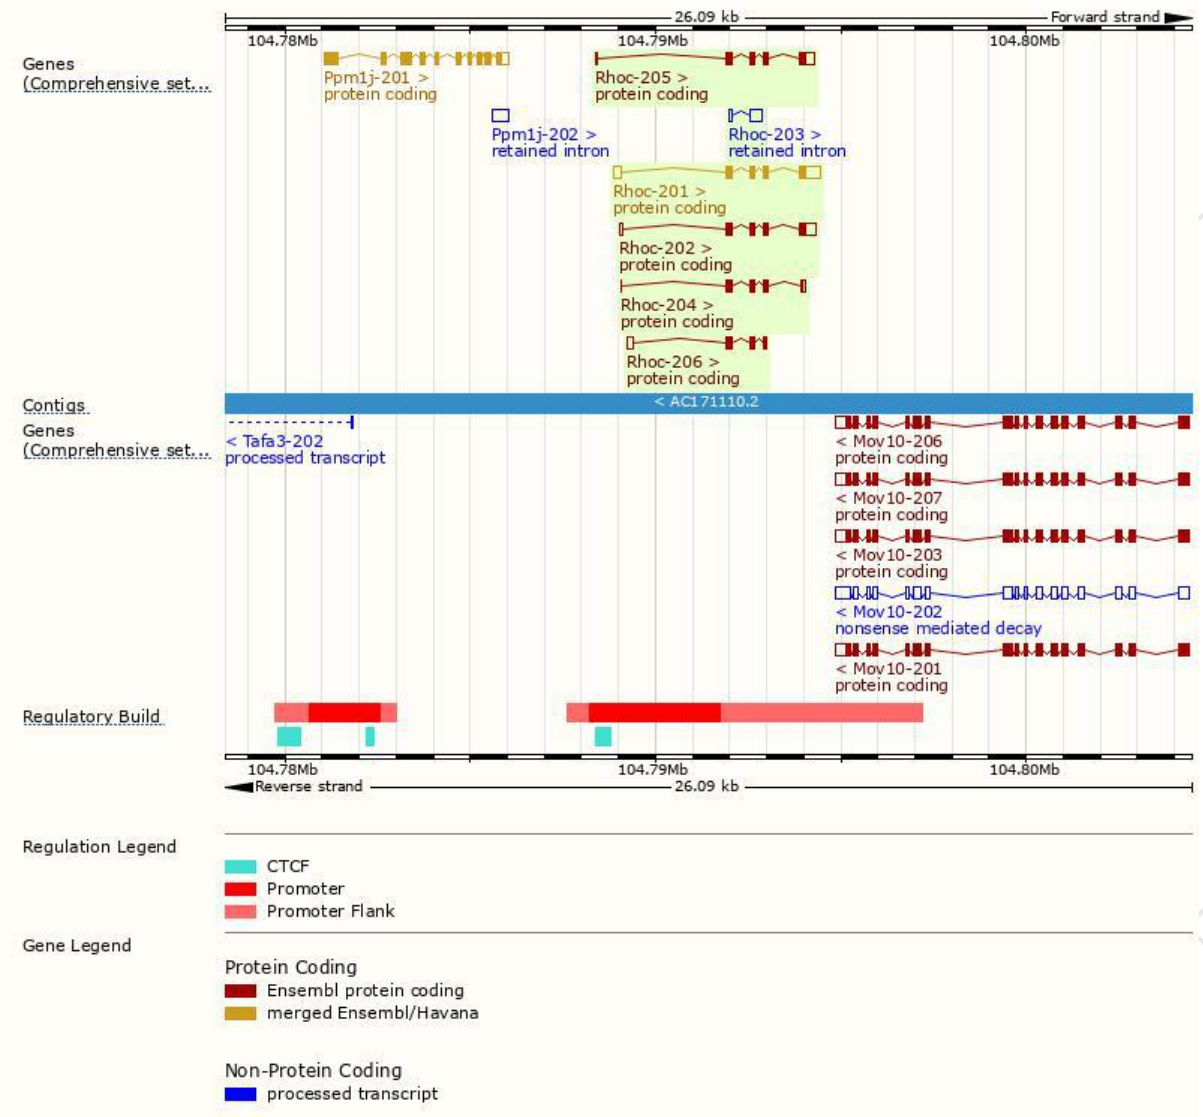 26.09 kb
Forward strand
104.78Mb
104.79Mb
104.80Mb
Genes
(Comprehensive set...
Ppm1j-201 >
protein coding
Rhoc-205 >
protein coding
Ppm1j-202 >
retained intron
Rhoc-203 >
retained intron
Rhoc-201 >
protein coding
Rhoc-202 >
protein coding
Rhoc-204 >
protein coding
Rhoc-206 >
protein coding
Contigs
< AC171110.2
Genes
(Comprehensive set...
< Tafa3-202
processed transcript
< Mov10-206
protein coding
< Mov10-207
protein coding
< Mov10-203
protein coding
< Mov10-202
nonsense mediated decay
< Mov10-201
protein coding
Regulatory Build
104.78Mb
104.79Mb
104.80Mb
Reverse strand
26.09 kb
Regulation Legend
CTCF
Promoter
Promoter Flank
Gene Legend
Protein Coding
Ensembl protein coding
merged Ensembl/Havana
Non-Protein Coding
processed transcript